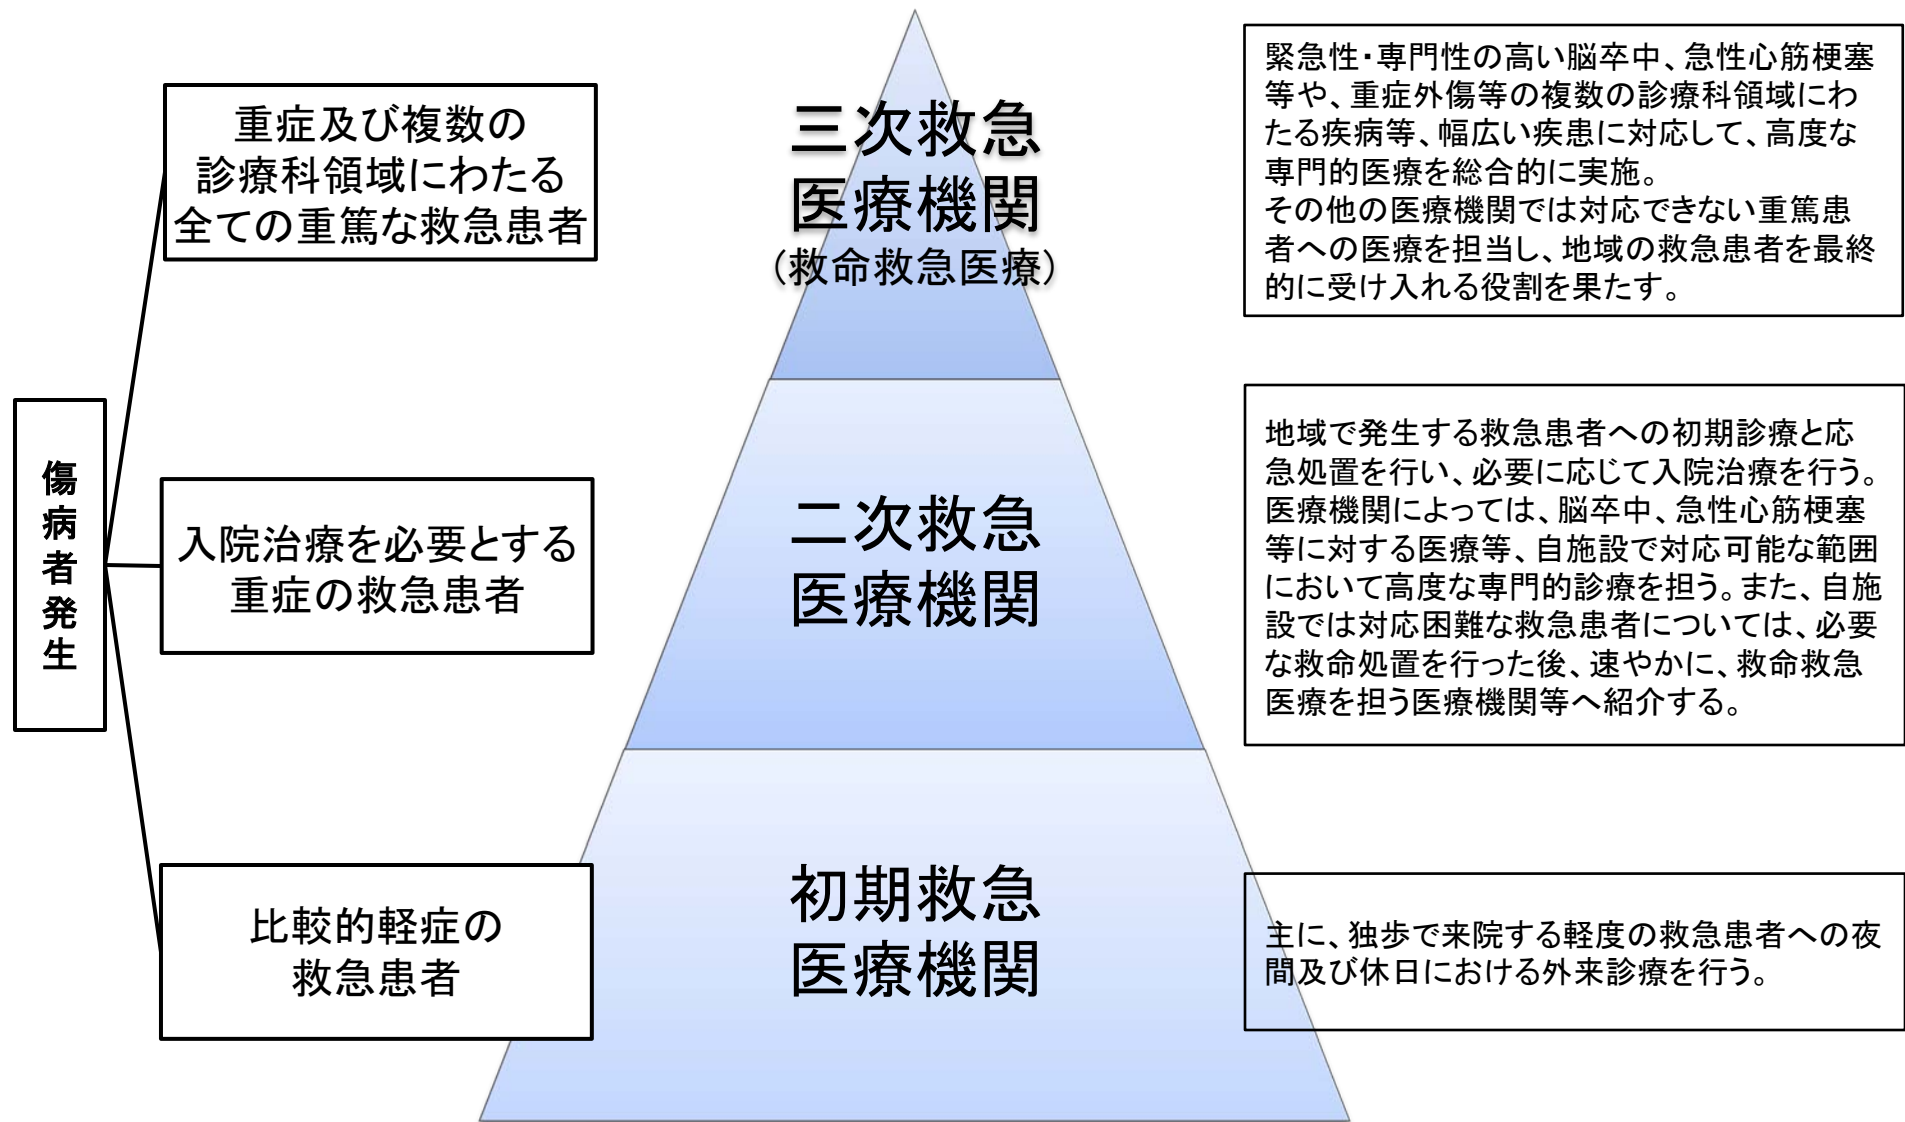 傷病者発生
重症及び複数の
診療科領域にわたる
全ての重篤な救急患者
三次救急
医療機関
(救命救急医療)
緊急性・専門性の高い脳卒中、急性心筋梗塞
等や、重症外傷等の複数の診療科領域にわ
たる疾病等、幅広い疾患に対応して、高度な
専門的医療を総合的に実施。
その他の医療機関では対応できない重篤患
者への医療を担当し、地域の救急患者を最終
的に受け入れる役割を果たす。
入院治療を必要とする
重症の救急患者
二次救急
医療機関
地域で発生する救急患者への初期診療と応
急処置を行い、必要に応じて入院治療を行う。
医療機関によっては、脳卒中、急性心筋梗塞
等に対する医療等、自施設で対応可能な範囲
において高度な専門的診療を担う。また、自施
設では対応困難な救急患者については、必要
な救命処置を行った後、速やかに、救命救急
医療を担う医療機関等へ紹介する。
比較的軽症の
救急患者
初期救急
医療機関
主に、独歩で来院する軽度の救急患者への夜
間及び休日における外来診療を行う。